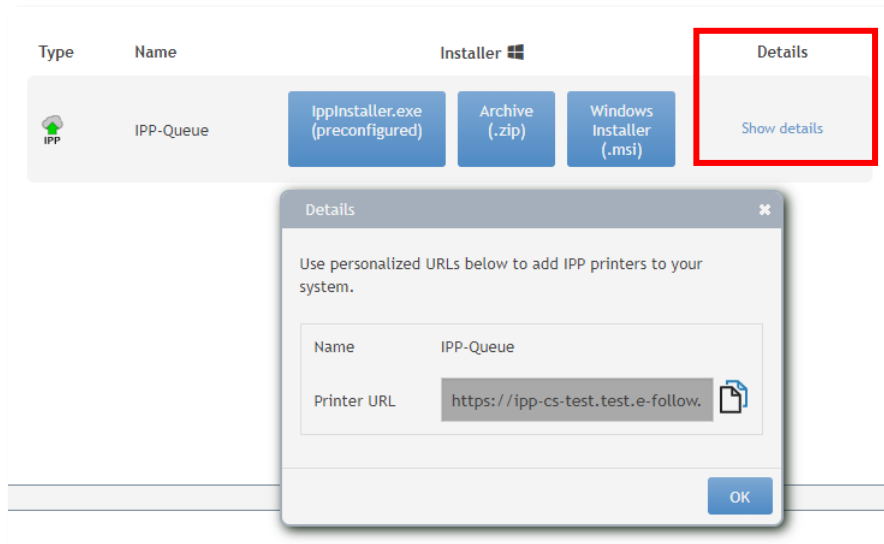 Type Name Installer Details
IppInstaller.exe Archive Windows
(preconfigured) (.zip) Installer
IPP IPP-Queue (.msi) Show details
Details
Use personalized URLs below to add IPP printers to your
system.
Name IPP-Queue
Printer URL https://ipp-cs-test.test.e-follow.
OK